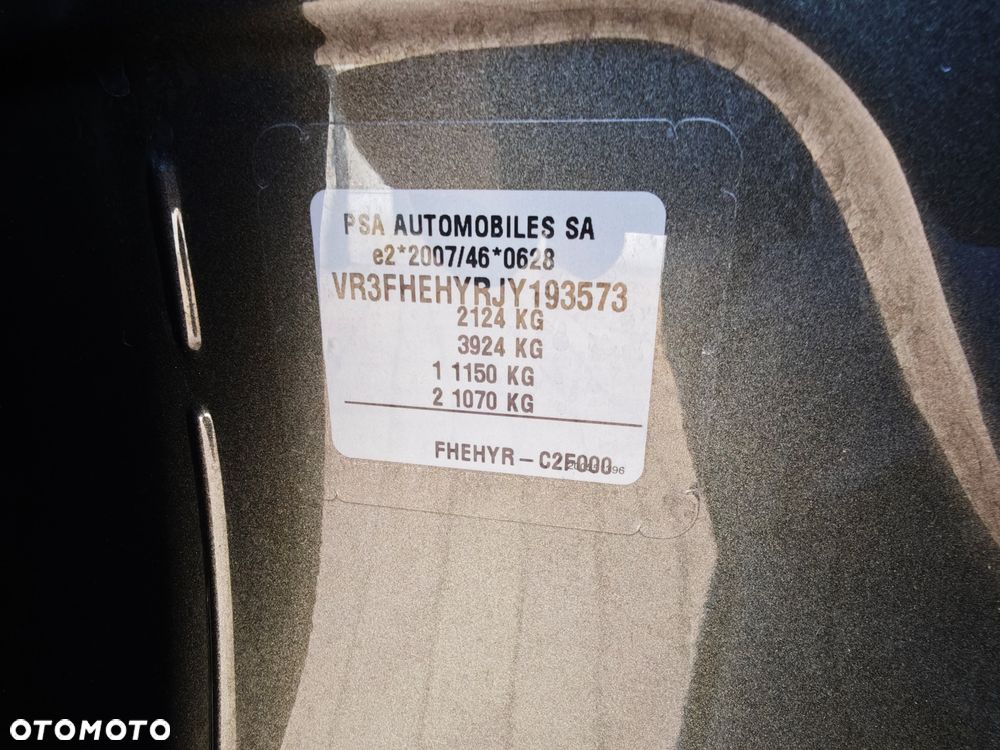 PSA AUTOMOBILES SA
e2*2007/46*0628
VR3FHEHYRJY193573
2124 KG
3924 KG
1 1150 KG
2 1070 KG
FHEHYR-C2F000
OTOMOTO